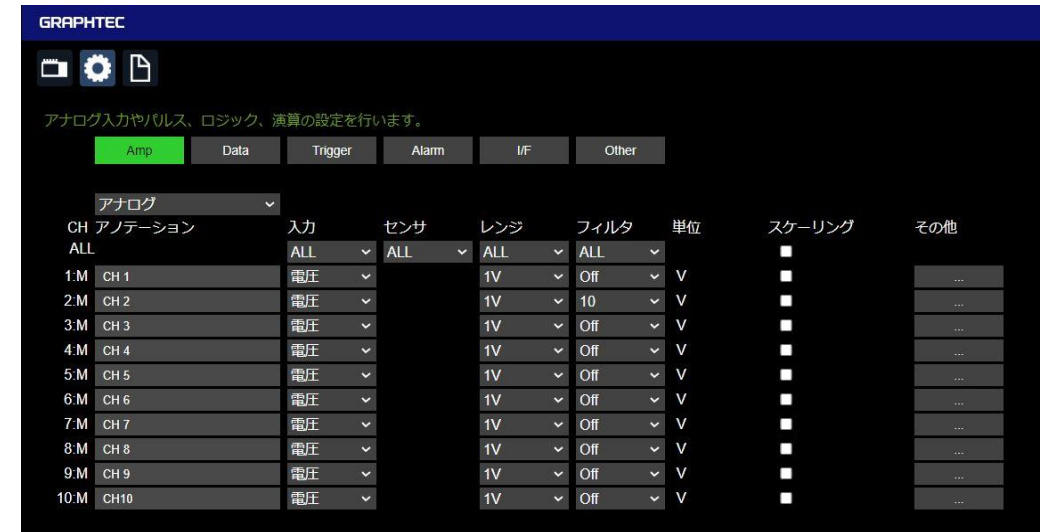 GRAPHTEC
アナログ入力やパルス、ロジック、演算の設定を行います。
Amp Data Trigger Alarm I/F Other
アナログ
CH アノテーション 入力 センサ レンジ フィルタ 単位 スケーリング その他
ALL ALL ALL ALL ALL
1:M CH 1 電圧 1V Off V ...
2:M CH 2 電圧 1V 10 V ...
3:M CH 3 電圧 1V Off V ...
4:M CH 4 電圧 1V Off V ...
5:M CH 5 電圧 1V Off V ...
6:M CH 6 電圧 1V Off V ...
7:M CH 7 電圧 1V Off V ...
8:M CH 8 電圧 1V Off V ...
9:M CH 9 電圧 1V Off V ...
10:M CH10 電圧 1V Off V ...